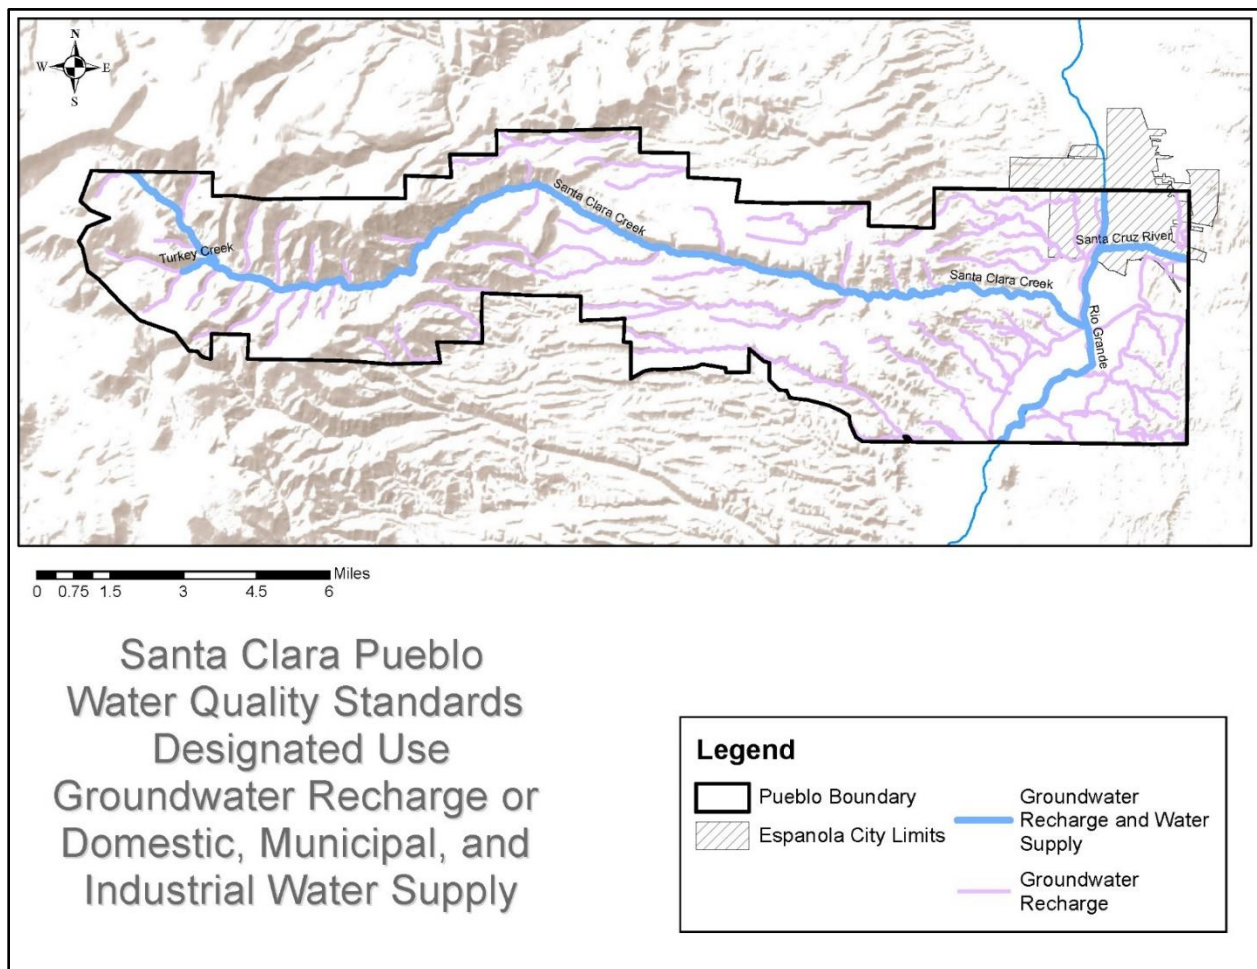 N
W E
S
Santa Clara Creek
Turkey Creek
Santa Cruz River
Santa Clara Creek
Rio Grande
Miles
0 0.75 1.5 3 4.5 6
Santa Clara Pueblo
Water Quality Standards
Designated Use
Groundwater Recharge or
Domestic, Municipal, and
Industrial Water Supply
Legend
Pueblo Boundary
Espanola City Limits
Groundwater
Recharge and Water
Supply
Groundwater
Recharge